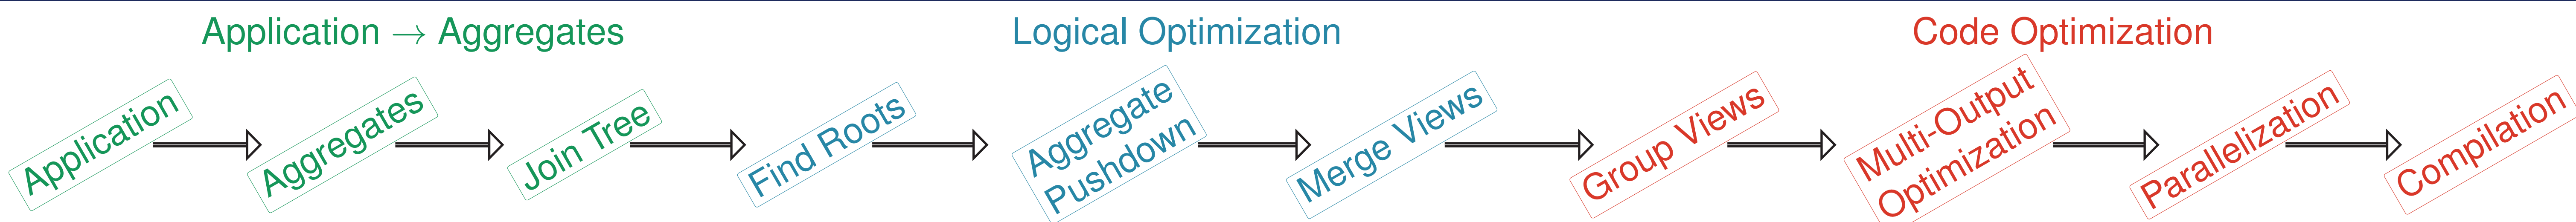 Application → Aggregates
Logical Optimization
Code Optimization
Application
Aggregates
Join Tree
Find Roots
Aggregate
Pushdown
Merge Views
Group Views
Multi-Output
Optimization
Parallelization
Compilation